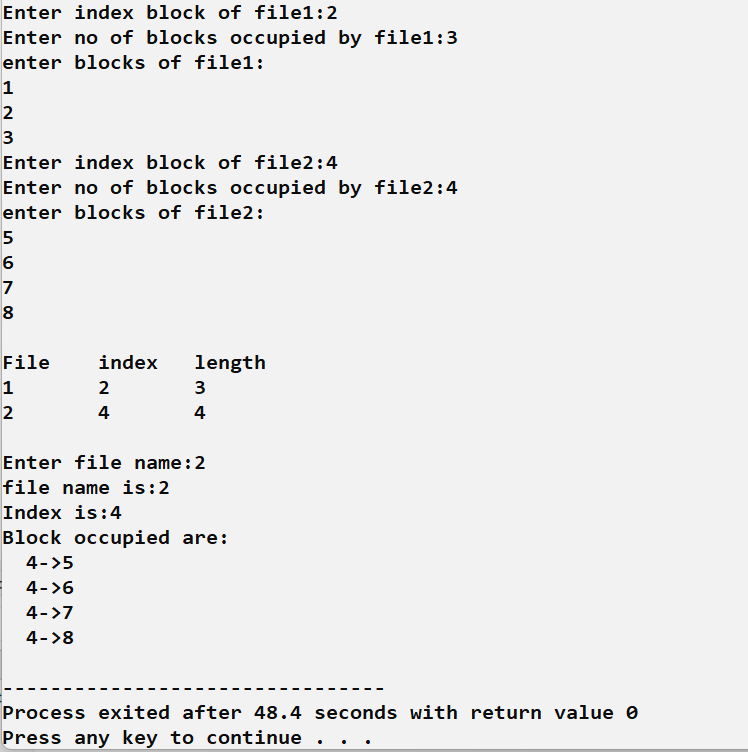 Enter index block of file1:2
Enter no of blocks occupied by file1:3
enter blocks of file1:
1
2
3
Enter index block of file2:4
Enter no of blocks occupied by file2:4
enter blocks of file2:
5
6
7
8
File    index   length
1       2       3
2       4       4
Enter file name:2
file name is:2
Index is:4
Block occupied are:
  4->5
  4->6
  4->7
  4->8
--------------------------------
Process exited after 48.4 seconds with return value 0
Press any key to continue . . .